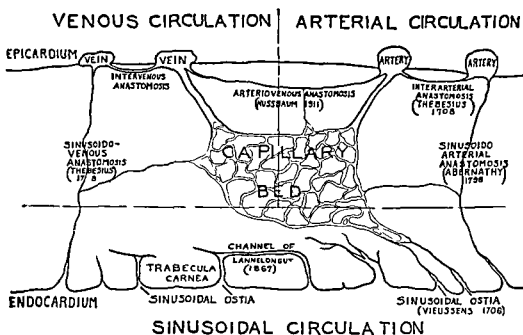 VENOUS CIRCULATION
ARTERIAL CIRCULATION
EPICARDIUM
VEIN
VEIN
ARTERY
ARTERY
INTERVENOUS
ANASTOMOSIS
ARTERIOVENOUS ANASTOMOSIS
(NUSSBAUM 1911)
INTERARTERIAL
ANASTOMOSIS
(THEBESIUS
1708)
SINUSOIDO-
VENOUS
ANASTOMOSIS
(THEBESIUS
CAPILLARY
BED
SINUSOIDO
ARTERIAL
ANASTOMOSIS
(ABERNATHY
1798)
CHANNEL OF
(1867)
TRABECULA
CARNEA
ENDOCARDIUM
SINUSOIDAL OSTIA
SINUSOIDAL OSTIA
(VIEUSSENS 1706)
SINUSOIDAL CIRCULATION